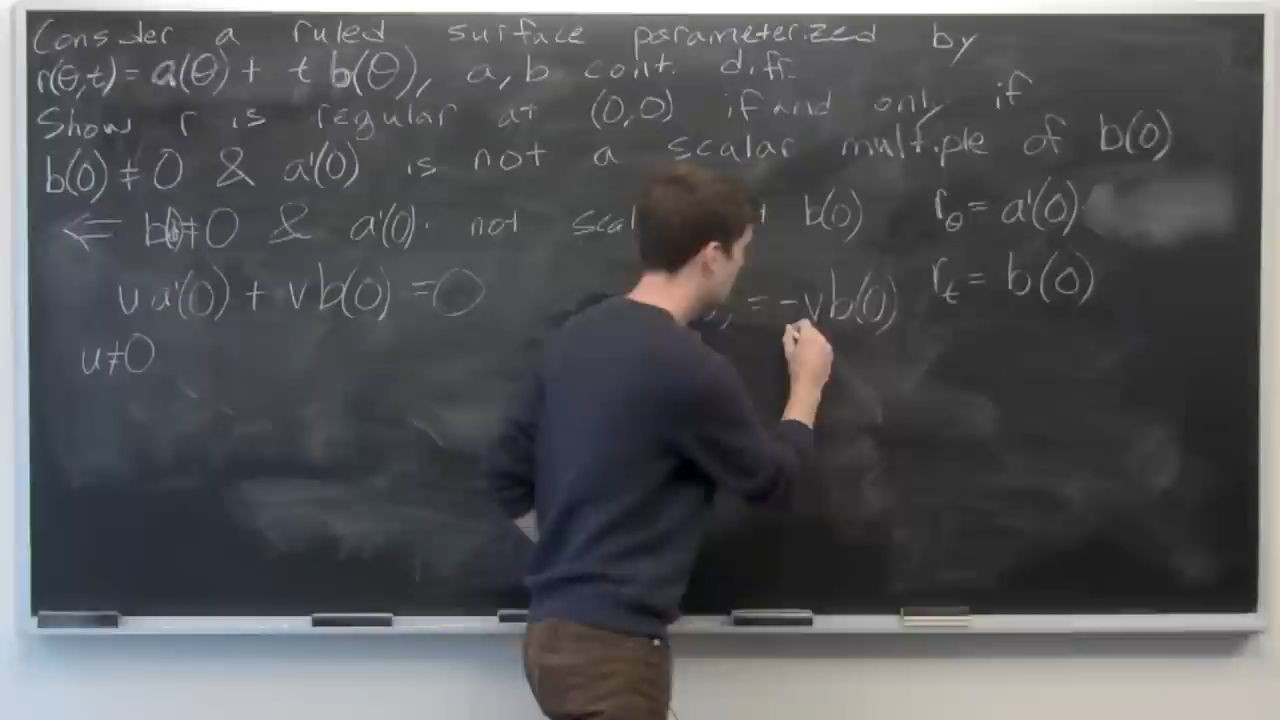 Consider a ruled surface parameterized by
r(θ,t) = a(θ) + t b(θ), a, b cont. diff.
Show r is regular at (0,0) if and only if
b(0) ≠ 0 & a'(0) is not a scalar multiple of b(0)
⇐ b(0) ≠ 0 & a'(0) not b(0)
r_θ = a'(0)
u a'(0) + v b(0) = 0
= -v b(0)
r_t = b(0)
u ≠ 0